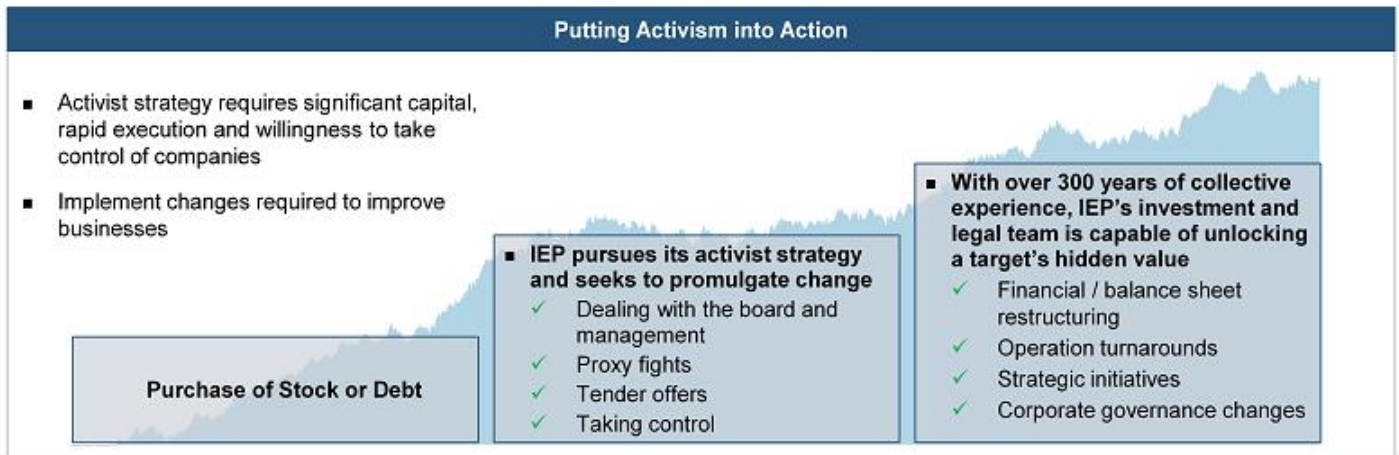 Putting Activism into Action
■ Activist strategy requires significant capital,
rapid execution and willingness to take
control of companies
■ Implement changes required to improve
businesses
Purchase of Stock or Debt
■ IEP pursues its activist strategy
and seeks to promulgate change
✓ Dealing with the board and
management
✓ Proxy fights
✓ Tender offers
✓ Taking control
■ With over 300 years of collective
experience, IEP's investment and
legal team is capable of unlocking
a target's hidden value
✓ Financial / balance sheet
restructuring
✓ Operation turnarounds
✓ Strategic initiatives
✓ Corporate governance changes